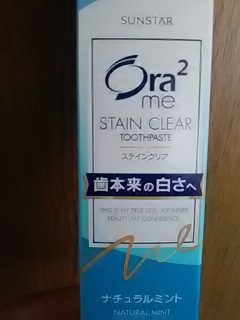 SUNSTAR
Ora2
me
STAIN CLEAR
TOOTHPASTE
ステインクリア
歯本来の白さへ
THIS IS MY TRUE SELF, MY INNER
BEAUTY, MY CONFIDENCE
me
ナチュラルミント
NATURAL MINT